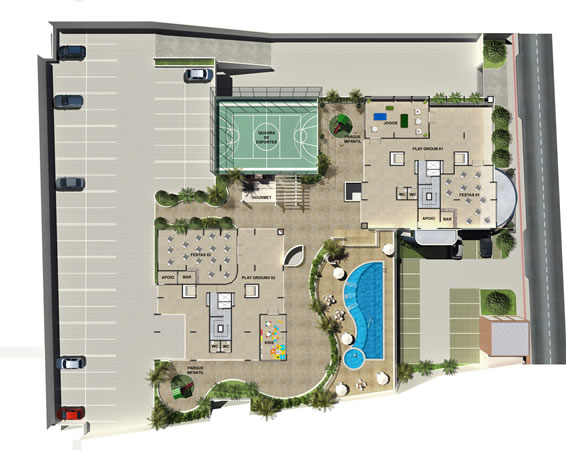 QUADRA
DE
ESPORTES
PARQUE
INFANTIL
JOGOS
PLAY GROUN 01
GOURMET
WC WC
FESTAS 01
APOIO BAR
FESTAS 02
APOIO BAR
PLAY GROUND 02
WC WC
KIDS
PARQUE
INFANTIL